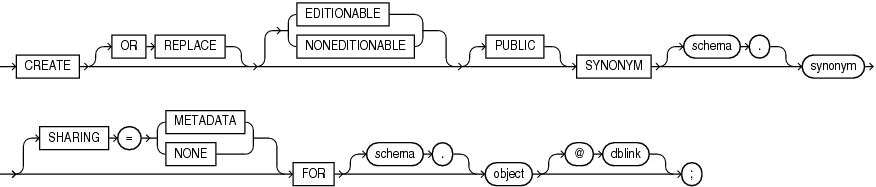 EDITIONABLE
OR REPLACE
NONEDITIONABLE
PUBLIC
schema .
CREATE
SYNONYM
synonym
METADATA
SHARING =
NONE
schema .
@ dblink
FOR
object
;